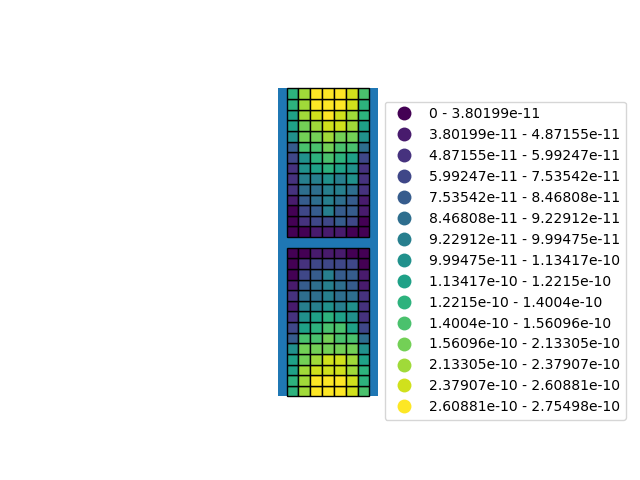 0 - 3.80199e-11
3.80199e-11 - 4.87155e-11
4.87155e-11 - 5.99247e-11
5.99247e-11 - 7.53542e-11
7.53542e-11 - 8.46808e-11
8.46808e-11 - 9.22912e-11
9.22912e-11 - 9.99475e-11
9.99475e-11 - 1.13417e-10
1.13417e-10 - 1.2215e-10
1.2215e-10 - 1.4004e-10
1.4004e-10 - 1.56096e-10
1.56096e-10 - 2.13305e-10
2.13305e-10 - 2.37907e-10
2.37907e-10 - 2.60881e-10
2.60881e-10 - 2.75498e-10